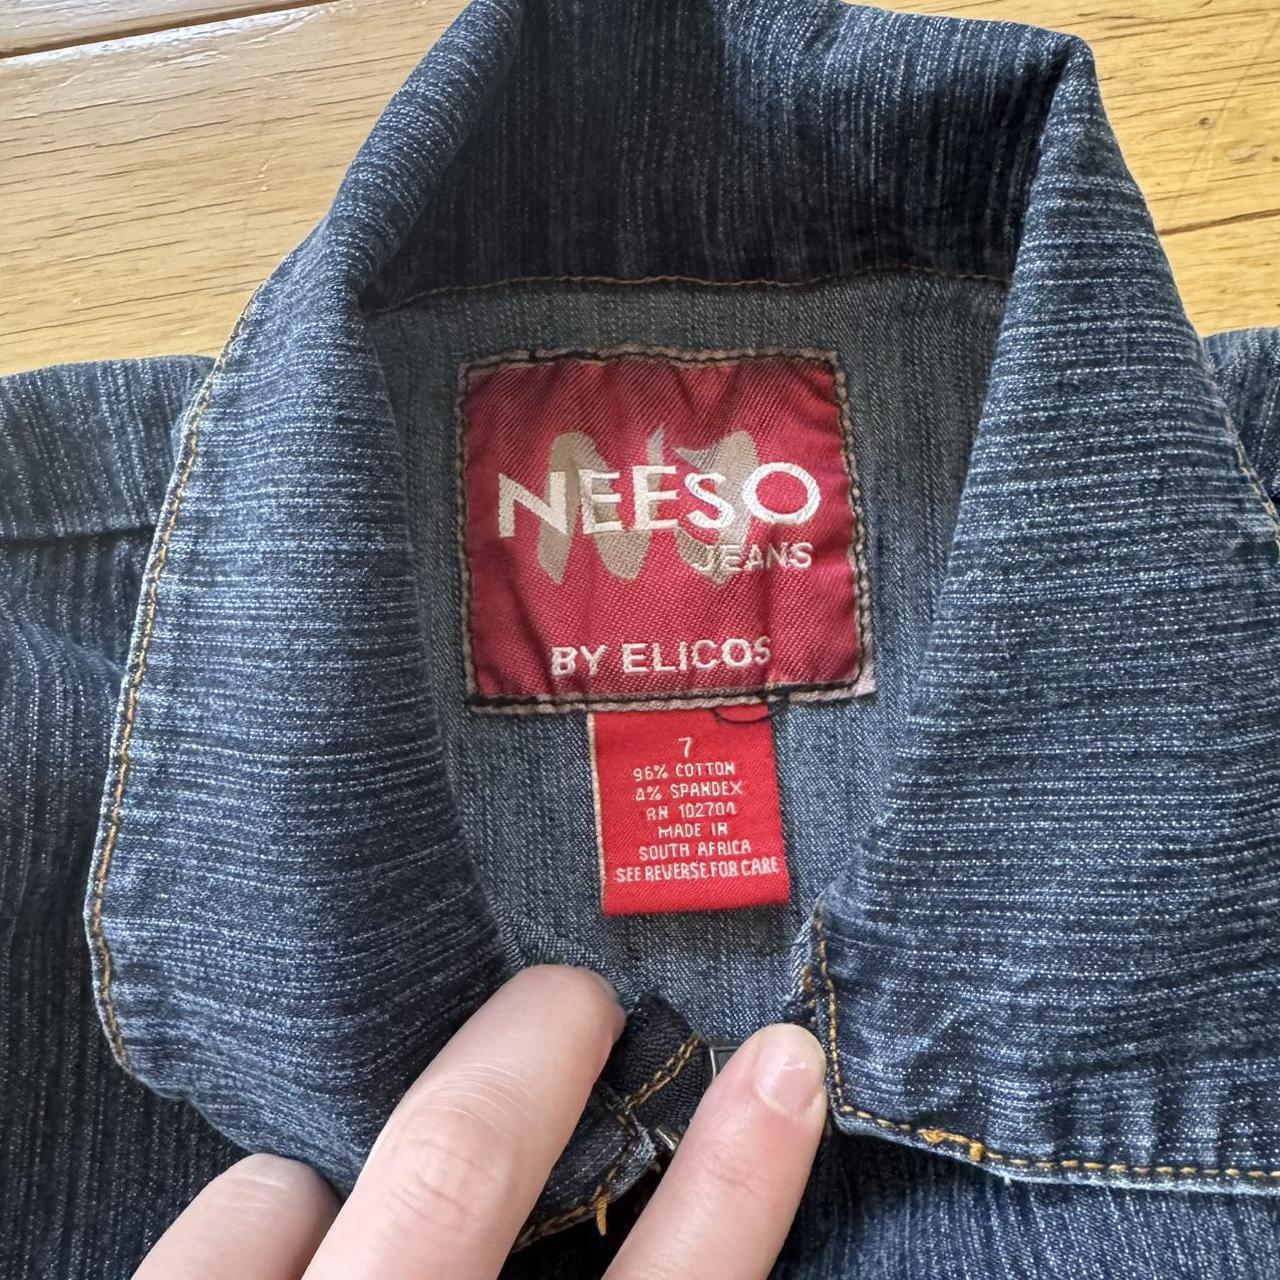 NEESO
JEANS
BY ELICOS
7
96% COTTON
4% SPANDEX
RN 102704
MADE IN
SOUTH AFRICA
SEE REVERSE FOR CARE